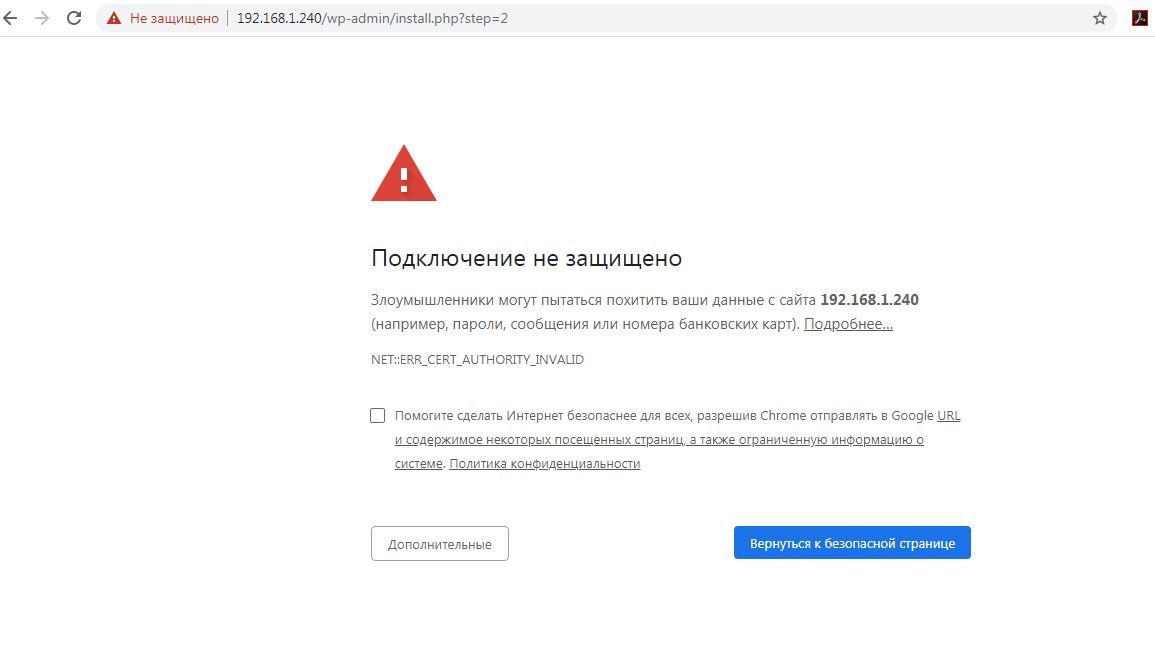 Не защищено | 192.168.1.240/wp-admin/install.php?step=2
Подключение не защищено
Злоумышленники могут пытаться похитить ваши данные с сайта 192.168.1.240
(например, пароли, сообщения или номера банковских карт). Подробнее...
NET::ERR_CERT_AUTHORITY_INVALID
Помогите сделать Интернет безопаснее для всех, разрешив Chrome отправлять в Google URL
и содержимое некоторых посещенных страниц, а также ограниченную информацию о
системе. Политика конфиденциальности
Дополнительные
Вернуться к безопасной странице